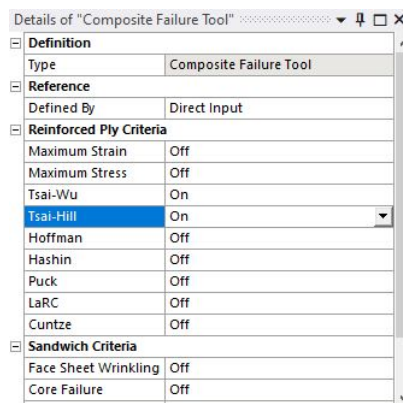 Details of "Composite Failure Tool"
Definition
Type Composite Failure Tool
Reference
Defined By Direct Input
Reinforced Ply Criteria
Maximum Strain Off
Maximum Stress Off
Tsai-Wu On
Tsai-Hill On
Hoffman Off
Hashin Off
Puck Off
LaRC Off
Cuntze Off
Sandwich Criteria
Face Sheet Wrinkling Off
Core Failure Off